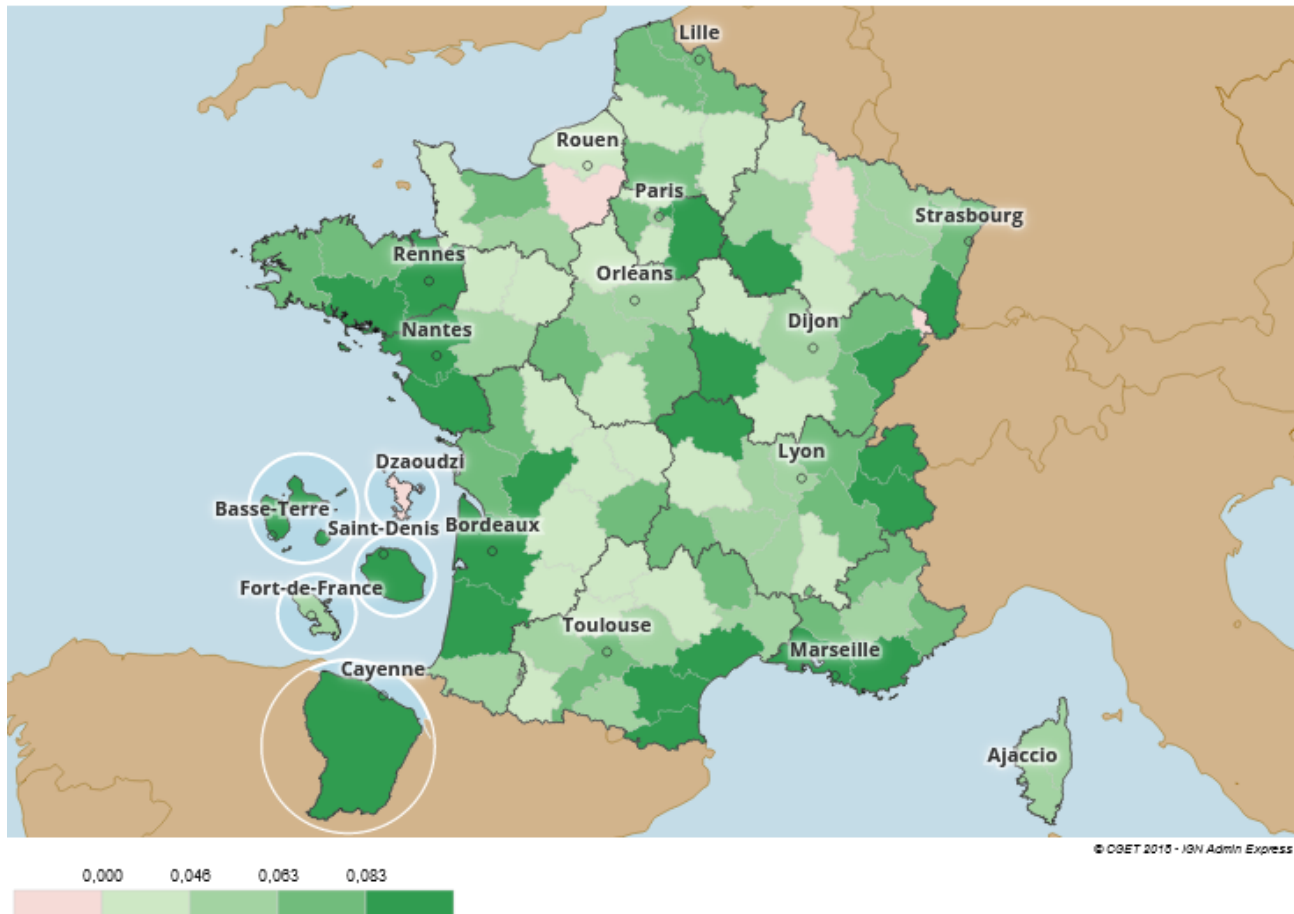 Lille
Rouen
Paris
Strasbourg
Rennes
Orléans
Nantes
Dijon
Dzaoudzi
Lyon
Basse-Terre
Saint-Denis
Bordeaux
Fort-de-France
Toulouse
Marseille
Cayenne
Ajaccio
© CGET 2018 - IGN Admin Express
0,000 0,046 0,063 0,083